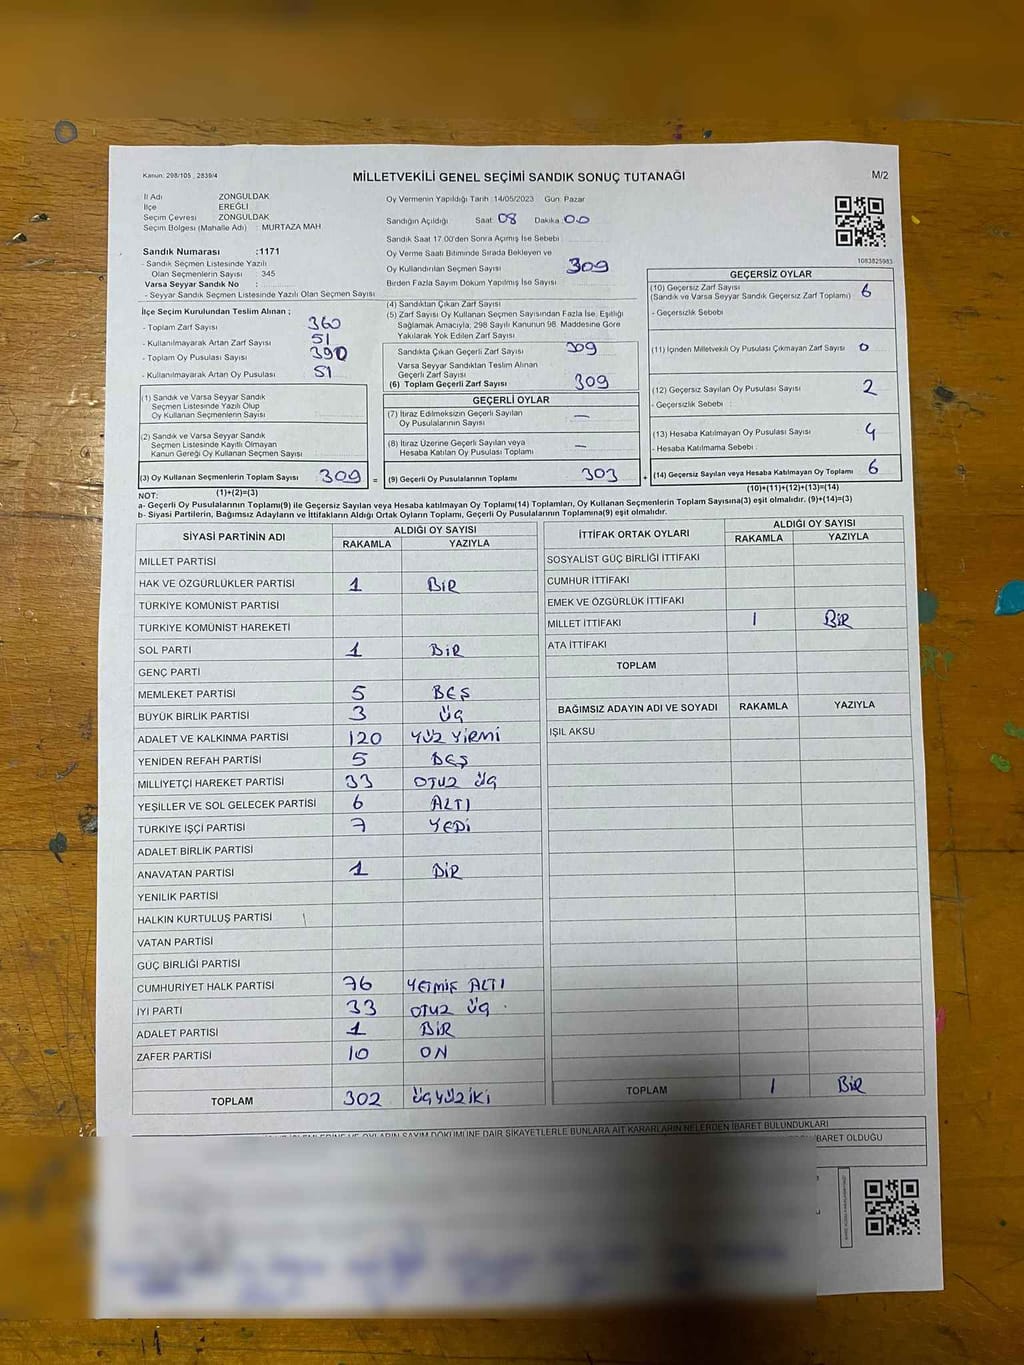 Kanun: 298/105 , 2839/4
MİLLETVEKİLİ GENEL SEÇİMİ SANDIK SONUÇ TUTANAĞI
M/2
İl Adı ZONGULDAK
İlçe EREĞLİ
Seçim Çevresi ZONGULDAK
Seçim Bölgesi (Mahalle Adı) : MURTAZA MAH
Sandık Numarası :1171
- Sandık Seçmen Listesinde Yazılı
Olan Seçmenlerin Sayısı : 345
Varsa Seyyar Sandık No :
- Seyyar Sandık Seçmen Listesinde Yazılı Olan Seçmen Sayısı
İlçe Seçim Kurulundan Teslim Alınan ;
- Toplam Zarf Sayısı 360
- Kullanılmayarak Artan Zarf Sayısı 51
- Toplam Oy Pusulası Sayısı
- Kullanılmayarak Artan Oy Pusulası 51
(1) Sandık ve Varsa Seyyar Sandık
Seçmen Listesinde Yazılı Olup
Oy Kullanan Seçmenlerin Sayısı
(2) Sandık ve Varsa Seyyar Sandık
Seçmen Listesinde Kayıtlı Olmayan
Kanun Gereği Oy Kullanan Seçmen Sayısı
(3) Oy Kullanan Seçmenlerin Toplam Sayısı 309 =
(1)+(2)=(3)
Oy Vermenin Yapıldığı Tarih :14/05/2023 Gün: Pazar
Sandığın Açıldığı Saat 08 Dakika 00
Sandık Saat 17.00'den Sonra Açılmış İse Sebebi
Oy Verme Saati Bitiminde Sırada Bekleyen ve
Oy Kullandırılan Seçmen Sayısı 309
Birden Fazla Sayım Döküm Yapılmış İse Sayısı
(4) Sandıktan Çıkan Zarf Sayısı
(5) Zarf Sayısı Oy Kullanan Seçmen Sayısından Fazla İse, Eşitliği
Sağlamak Amacıyla, 298 Sayılı Kanunun 98. Maddesine Göre
Yakılarak Yok Edilen Zarf Sayısı
Sandıkta Çıkan Geçerli Zarf Sayısı 309
Varsa Seyyar Sandıktan Teslim Alınan
Geçerli Zarf Sayısı
(6) Toplam Geçerli Zarf Sayısı 309
GEÇERLİ OYLAR
(7) İtiraz Edilmeksizin Geçerli Sayılan —
Oy Pusulalarının Sayısı
(8) İtiraz Üzerine Geçerli Sayılan veya —
Hesaba Katılan Oy Pusulası Toplamı
(9) Geçerli Oy Pusulalarının Toplamı 303 +
1083825983
GEÇERSİZ OYLAR
(10) Geçersiz Zarf Sayısı 6
(Sandık ve Varsa Seyyar Sandık Geçersiz Zarf Toplamı)
- Geçersizlik Sebebi
(11) İçinden Milletvekili Oy Pusulası Çıkmayan Zarf Sayısı 0
(12) Geçersiz Sayılan Oy Pusulası Sayısı 2
- Geçersizlik Sebebi :
(13) Hesaba Katılmayan Oy Pusulası Sayısı 4
- Hesaba Katılmama Sebebi :
(14) Geçersiz Sayılan veya Hesaba Katılmayan Oy Toplamı 6
(10)+(11)+(12)+(13)=(14)
NOT:
a- Geçerli Oy Pusulalarının Toplamı(9) ile Geçersiz Sayılan veya Hesaba katılmayan Oy Toplamı(14) Toplamları, Oy Kullanan Seçmenlerin Toplam Sayısına(3) eşit olmalıdır. (9)+(14)=(3)
b- Siyasi Partilerin, Bağımsız Adayların ve İttifakların Aldığı Ortak Oyların Toplamı, Geçerli Oy Pusulalarının Toplamına(9) eşit olmalıdır.
SİYASİ PARTİNİN ADI ALDIĞI OY SAYISI
RAKAMLA YAZIYLA
MİLLET PARTİSİ
HAK VE ÖZGÜRLÜKLER PARTİSİ 1 BİR
TÜRKİYE KOMÜNİST PARTİSİ
TÜRKİYE KOMÜNİST HAREKETİ
SOL PARTİ 1 BİR
GENÇ PARTİ
MEMLEKET PARTİSİ 5 BEŞ
BÜYÜK BİRLİK PARTİSİ 3 ÜÇ
ADALET VE KALKINMA PARTİSİ 120 YÜZ YİRMİ
YENİDEN REFAH PARTİSİ 5 BEŞ
MİLLİYETÇİ HAREKET PARTİSİ 33 OTUZ ÜÇ
YEŞİLLER VE SOL GELECEK PARTİSİ 6 ALTI
TÜRKİYE İŞÇİ PARTİSİ 7 YEDİ
ADALET BİRLİK PARTİSİ
ANAVATAN PARTİSİ 1 BİR
YENİLİK PARTİSİ
HALKIN KURTULUŞ PARTİSİ
VATAN PARTİSİ
GÜÇ BİRLİĞİ PARTİSİ
CUMHURİYET HALK PARTİSİ 76 YETMİŞ ALTI
İYİ PARTİ 33 OTUZ ÜÇ
ADALET PARTİSİ 1 BİR
ZAFER PARTİSİ 10 ON
TOPLAM 302 ÜÇYÜZİKİ
İTTİFAK ORTAK OYLARI ALDIĞI OY SAYISI
RAKAMLA YAZIYLA
SOSYALİST GÜÇ BİRLİĞİ İTTİFAKI
CUMHUR İTTİFAKI
EMEK VE ÖZGÜRLÜK İTTİFAKI
MİLLET İTTİFAKI 1 BİR
ATA İTTİFAKI
TOPLAM
BAĞIMSIZ ADAYIN ADI VE SOYADI RAKAMLA YAZIYLA
IŞIL AKSU
TOPLAM 1 BİR
OYLARIN SAYIM DÖKÜMÜNE DAİR ŞİKAYETLERLE BUNLARA AİT KARARLARIN NELERDEN İBARET BULUNDUKLARI
İBARET OLDUĞU